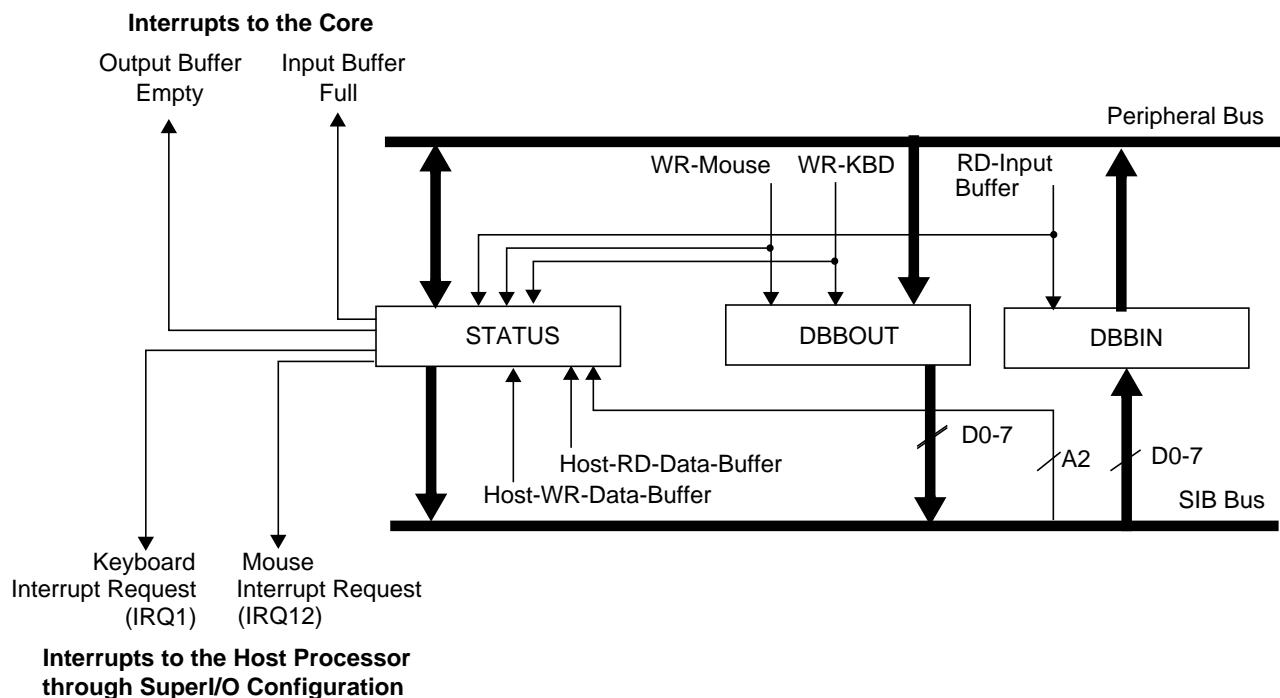 Interrupts to the Core
Output Buffer
Empty
Input Buffer
Full
Peripheral Bus
WR-Mouse
WR-KBD
RD-Input
Buffer
STATUS
DBBOUT
DBBIN
D0-7
A2
D0-7
Host-RD-Data-Buffer
Host-WR-Data-Buffer
SIB Bus
Keyboard
Interrupt Request
(IRQ1)
Mouse
Interrupt Request
(IRQ12)
Interrupts to the Host Processor
through SuperI/O Configuration